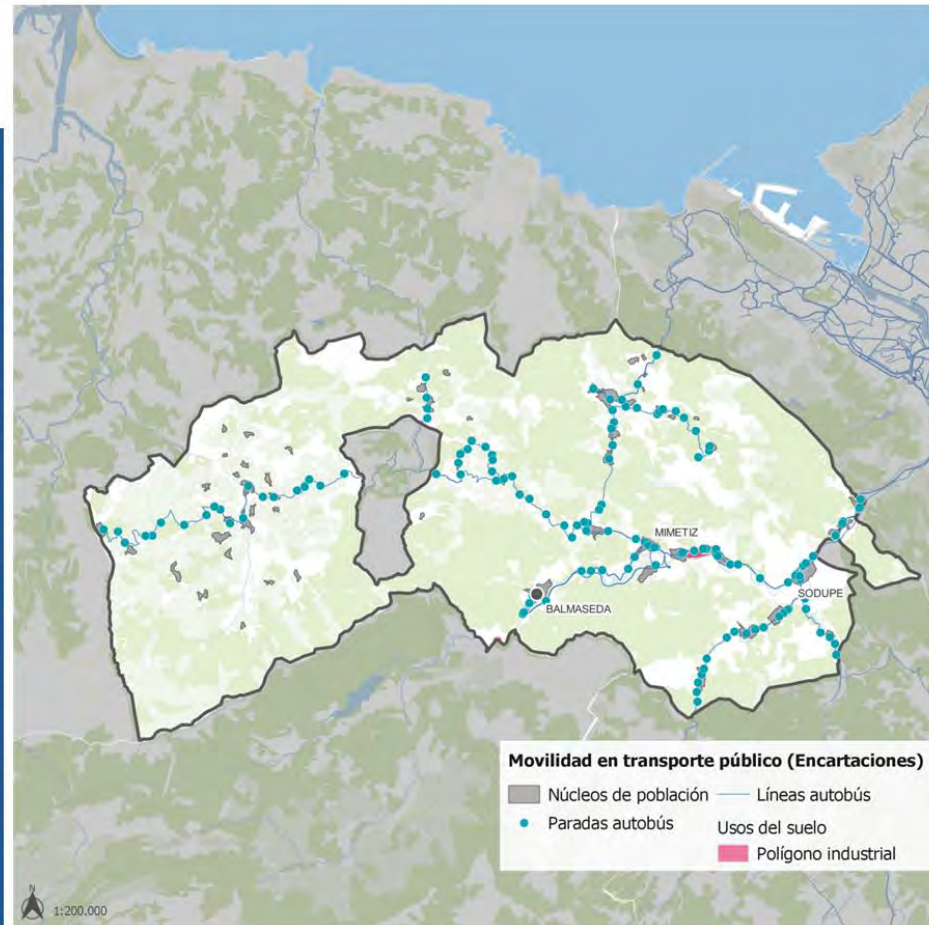 MIMETIZ
SODUPE
BALMASEDA
Movilidad en transporte público (Encartaciones)
Núcleos de población
Líneas autobús
Paradas autobús
Usos del suelo
Polígono industrial
N
1:200.000